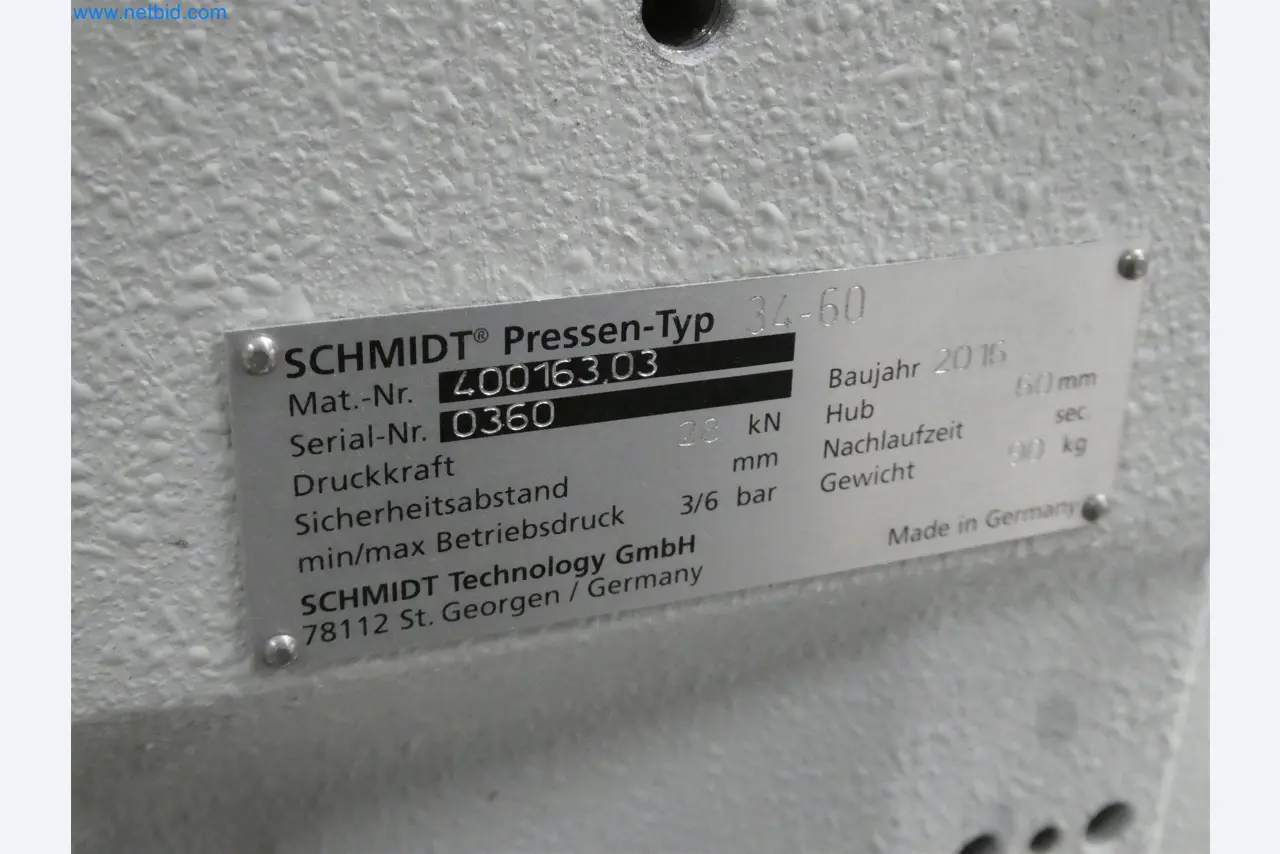 www.netbid.com
SCHMIDT® Pressen-Typ 34-60
Mat.-Nr. 400163.03
Serial-Nr. 0360
Druckkraft 28 kN
Sicherheitsabstand mm
min/max Betriebsdruck 3/6 bar
Baujahr 2016
Hub 60 mm
Nachlaufzeit sec.
Gewicht 90 kg
SCHMIDT Technology GmbH
78112 St. Georgen / Germany
Made in Germany